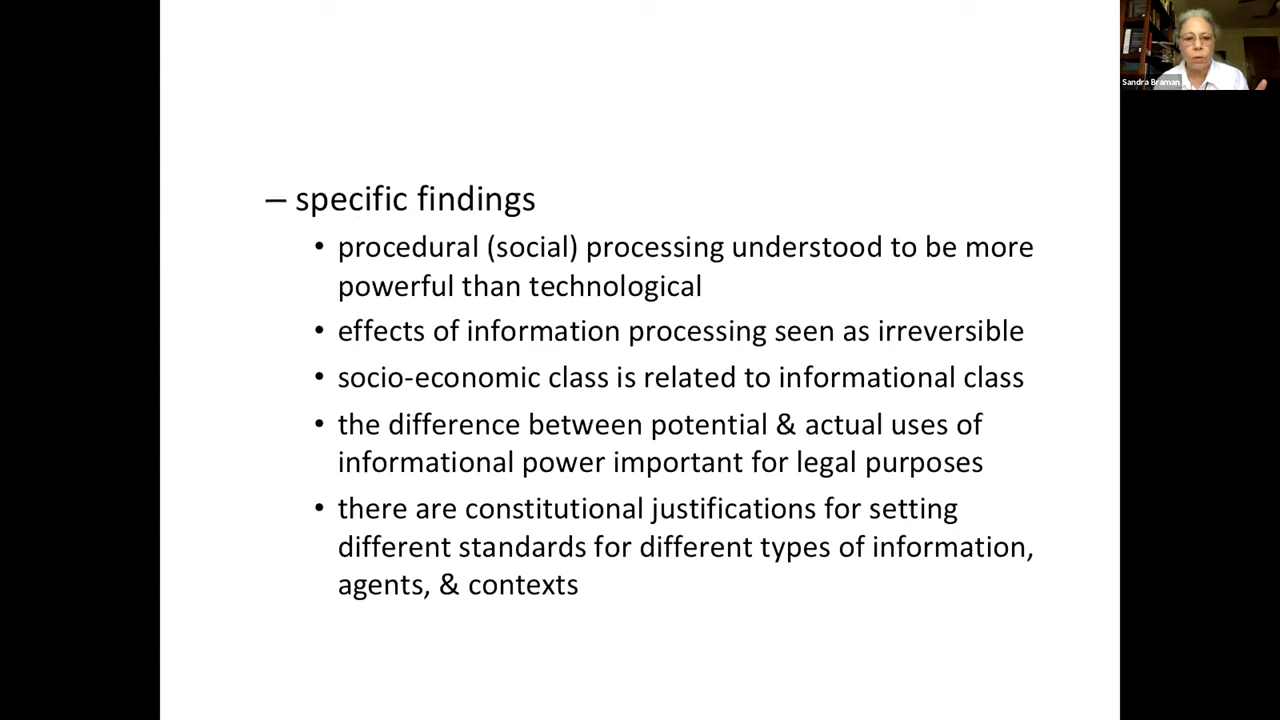 – specific findings
• procedural (social) processing understood to be more
powerful than technological
• effects of information processing seen as irreversible
• socio-economic class is related to informational class
• the difference between potential & actual uses of
informational power important for legal purposes
• there are constitutional justifications for setting
different standards for different types of information,
agents, & contexts
Sandra Braman